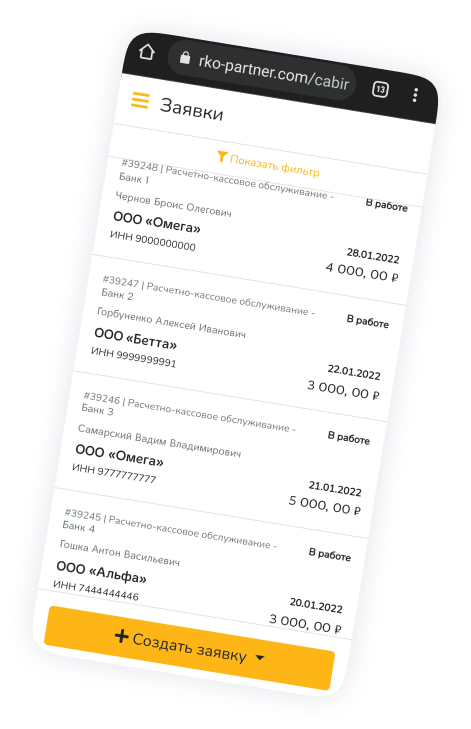 rko-partner.com/cabir
13
Заявки
Показать фильтр
#39248 | Расчетно-кассовое обслуживание -
Банк 1
В работе
Чернов Броис Олегович
ООО «Омега»
ИНН 9000000000
28.01.2022
4 000, 00 ₽
#39247 | Расчетно-кассовое обслуживание -
Банк 2
В работе
Горбуненко Алексей Иванович
ООО «Бетта»
ИНН 9999999991
22.01.2022
3 000, 00 ₽
#39246 | Расчетно-кассовое обслуживание -
Банк 3
В работе
Самарский Вадим Владимирович
ООО «Омега»
ИНН 9777777777
21.01.2022
5 000, 00 ₽
#39245 | Расчетно-кассовое обслуживание -
Банк 4
В работе
Гошка Антон Васильевич
ООО «Альфа»
ИНН 7444444446
20.01.2022
3 000, 00 ₽
Создать заявку